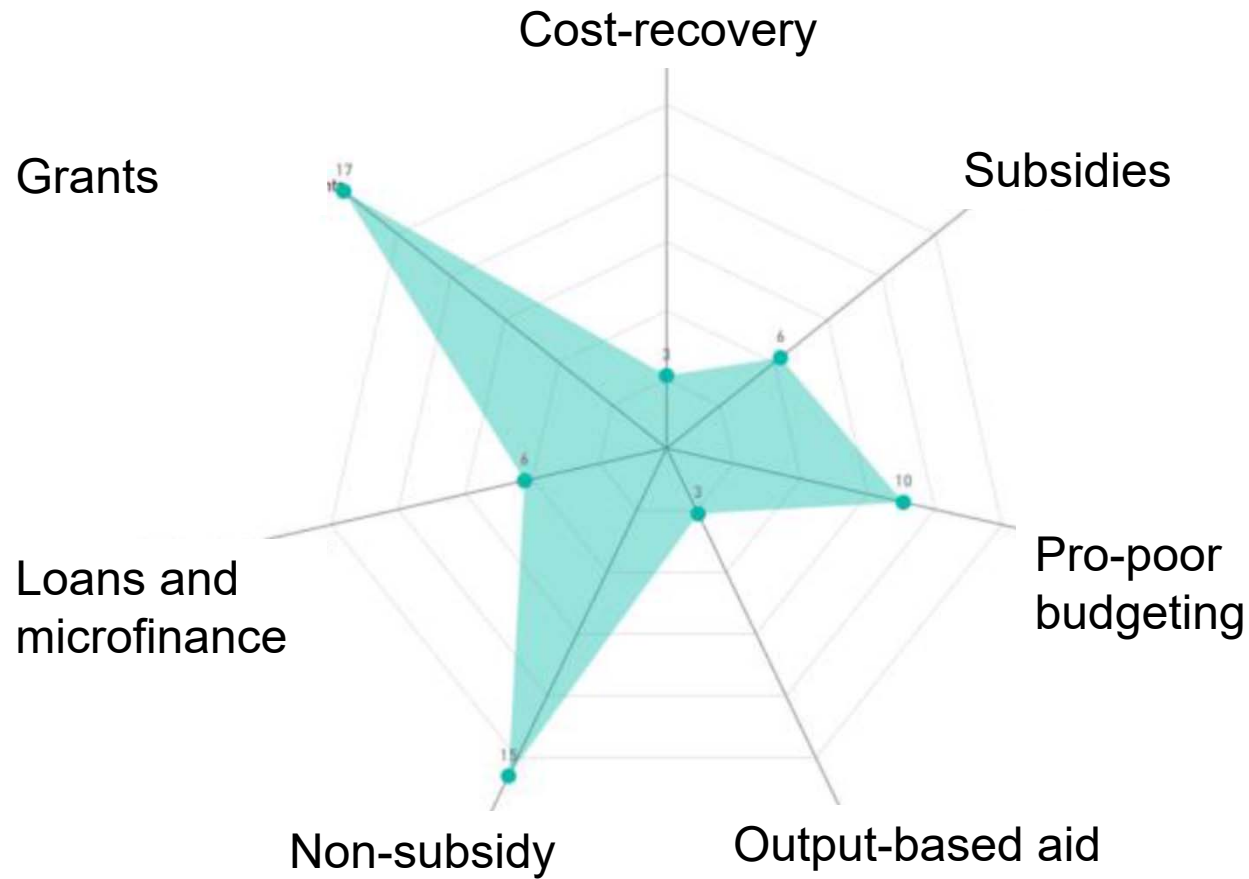 Cost-recovery
Grants
Subsidies
17
3
6
6
10
3
Loans and
microfinance
Pro-poor
budgeting
15
Non-subsidy
Output-based aid